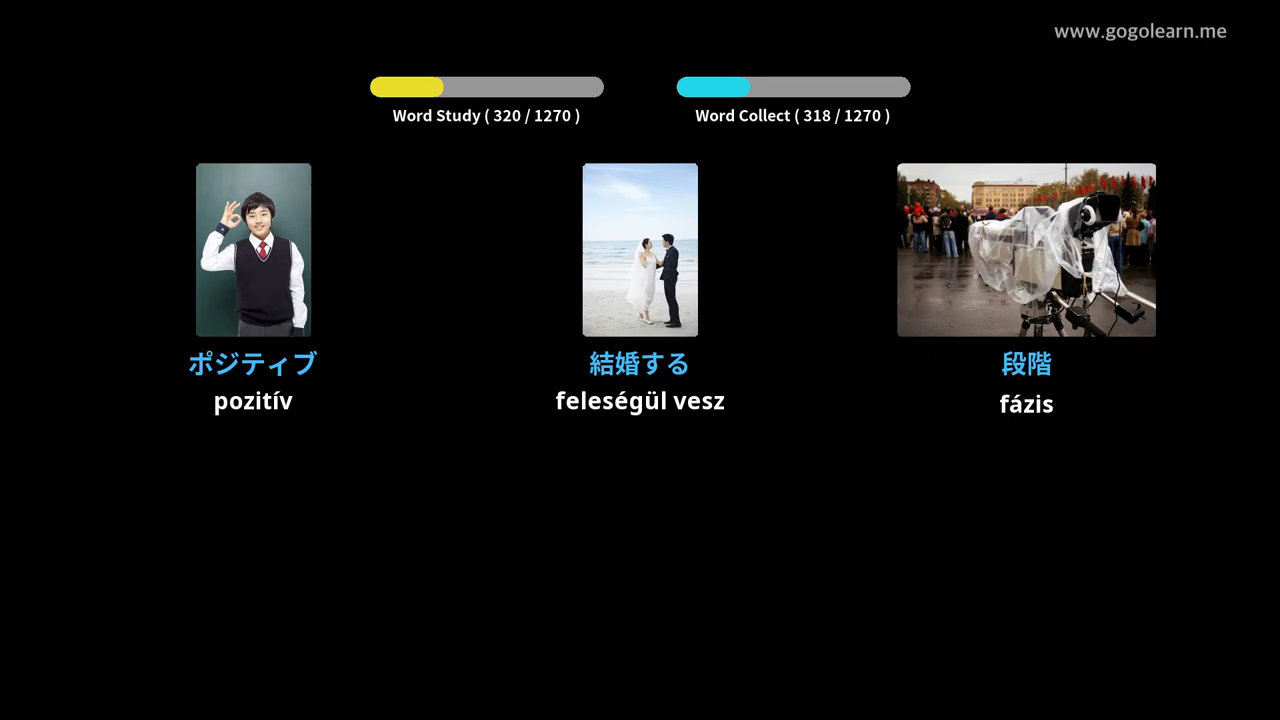 www.gogolearn.me
Word Study ( 320 / 1270 )
Word Collect ( 318 / 1270 )
ポジティブ
pozitív
結婚する
feleségül vesz
段階
fázis